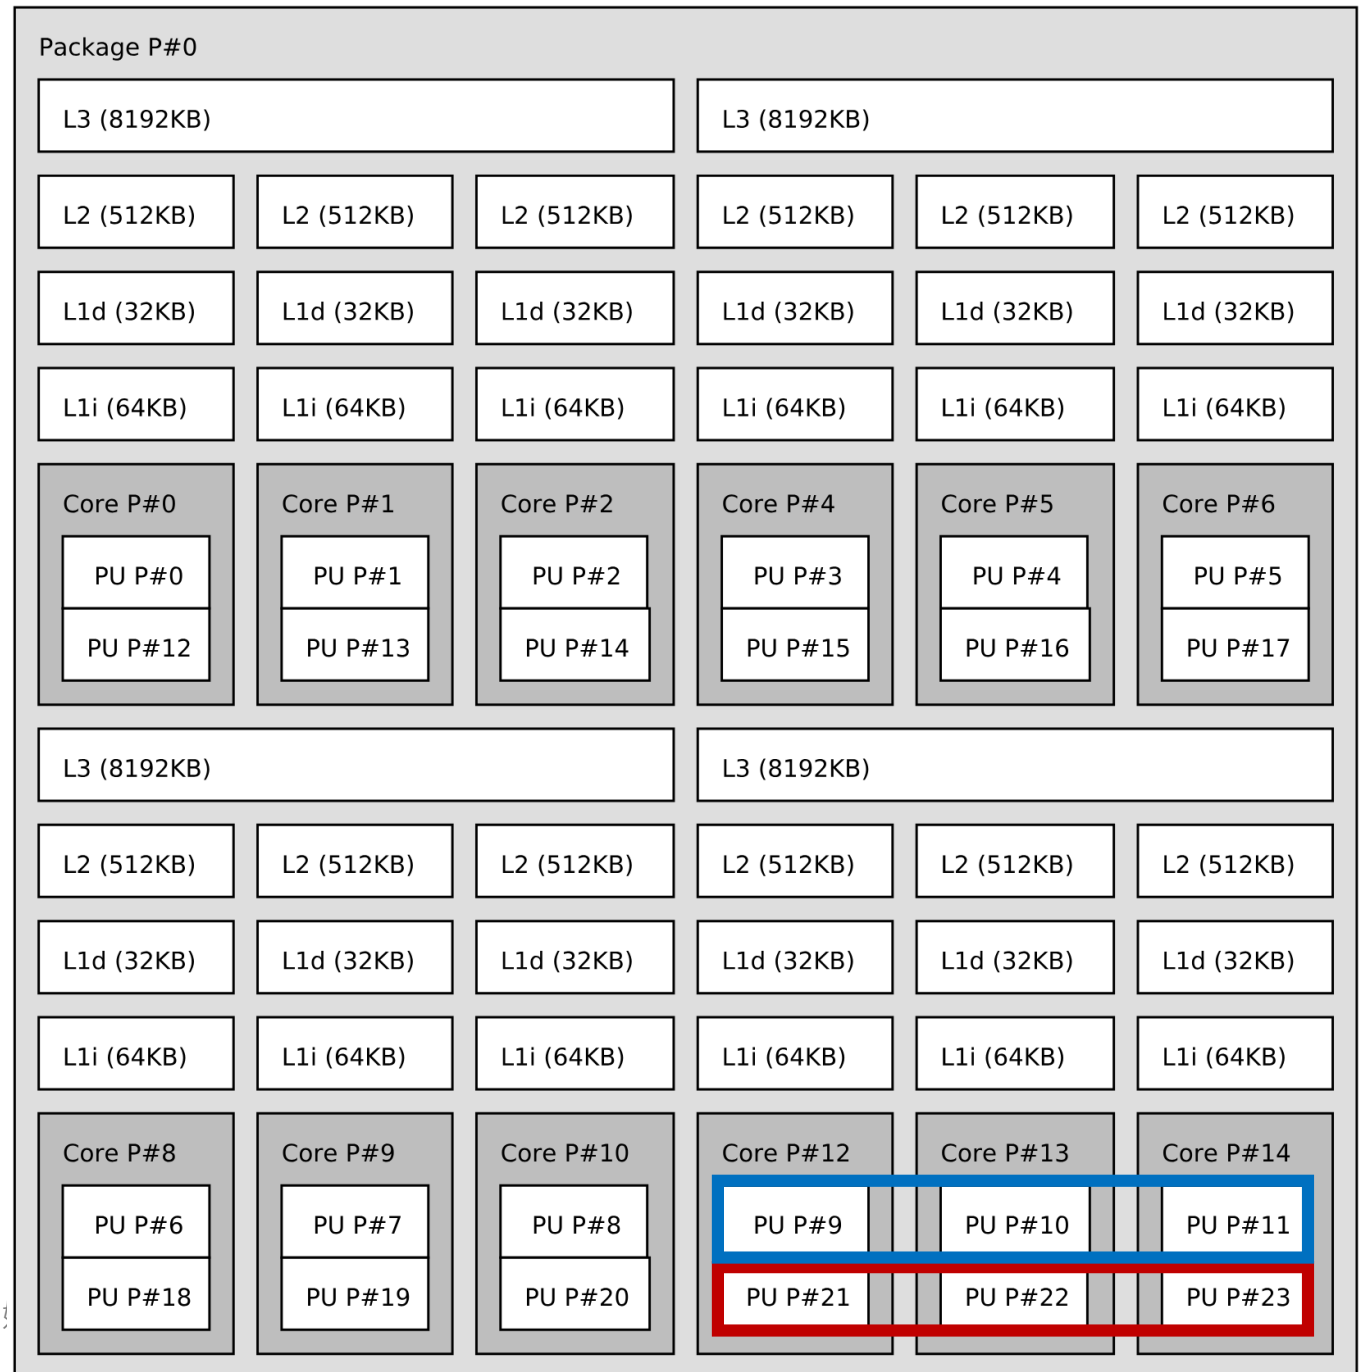 Package P#0
L3 (8192KB) L3 (8192KB)
L2 (512KB) L2 (512KB) L2 (512KB) L2 (512KB) L2 (512KB) L2 (512KB)
L1d (32KB) L1d (32KB) L1d (32KB) L1d (32KB) L1d (32KB) L1d (32KB)
L1i (64KB) L1i (64KB) L1i (64KB) L1i (64KB) L1i (64KB) L1i (64KB)
Core P#0 Core P#1 Core P#2 Core P#4 Core P#5 Core P#6
PU P#0 PU P#1 PU P#2 PU P#3 PU P#4 PU P#5
PU P#12 PU P#13 PU P#14 PU P#15 PU P#16 PU P#17
L3 (8192KB) L3 (8192KB)
L2 (512KB) L2 (512KB) L2 (512KB) L2 (512KB) L2 (512KB) L2 (512KB)
L1d (32KB) L1d (32KB) L1d (32KB) L1d (32KB) L1d (32KB) L1d (32KB)
L1i (64KB) L1i (64KB) L1i (64KB) L1i (64KB) L1i (64KB) L1i (64KB)
Core P#8 Core P#9 Core P#10 Core P#12 Core P#13 Core P#14
PU P#6 PU P#7 PU P#8 PU P#9 PU P#10 PU P#11
PU P#18 PU P#19 PU P#20 PU P#21 PU P#22 PU P#23